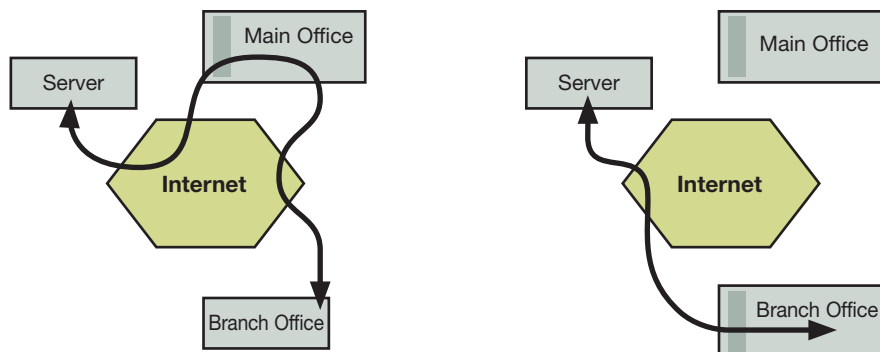 Main Office
Server
Internet
Branch Office
Main Office
Server
Internet
Branch Office